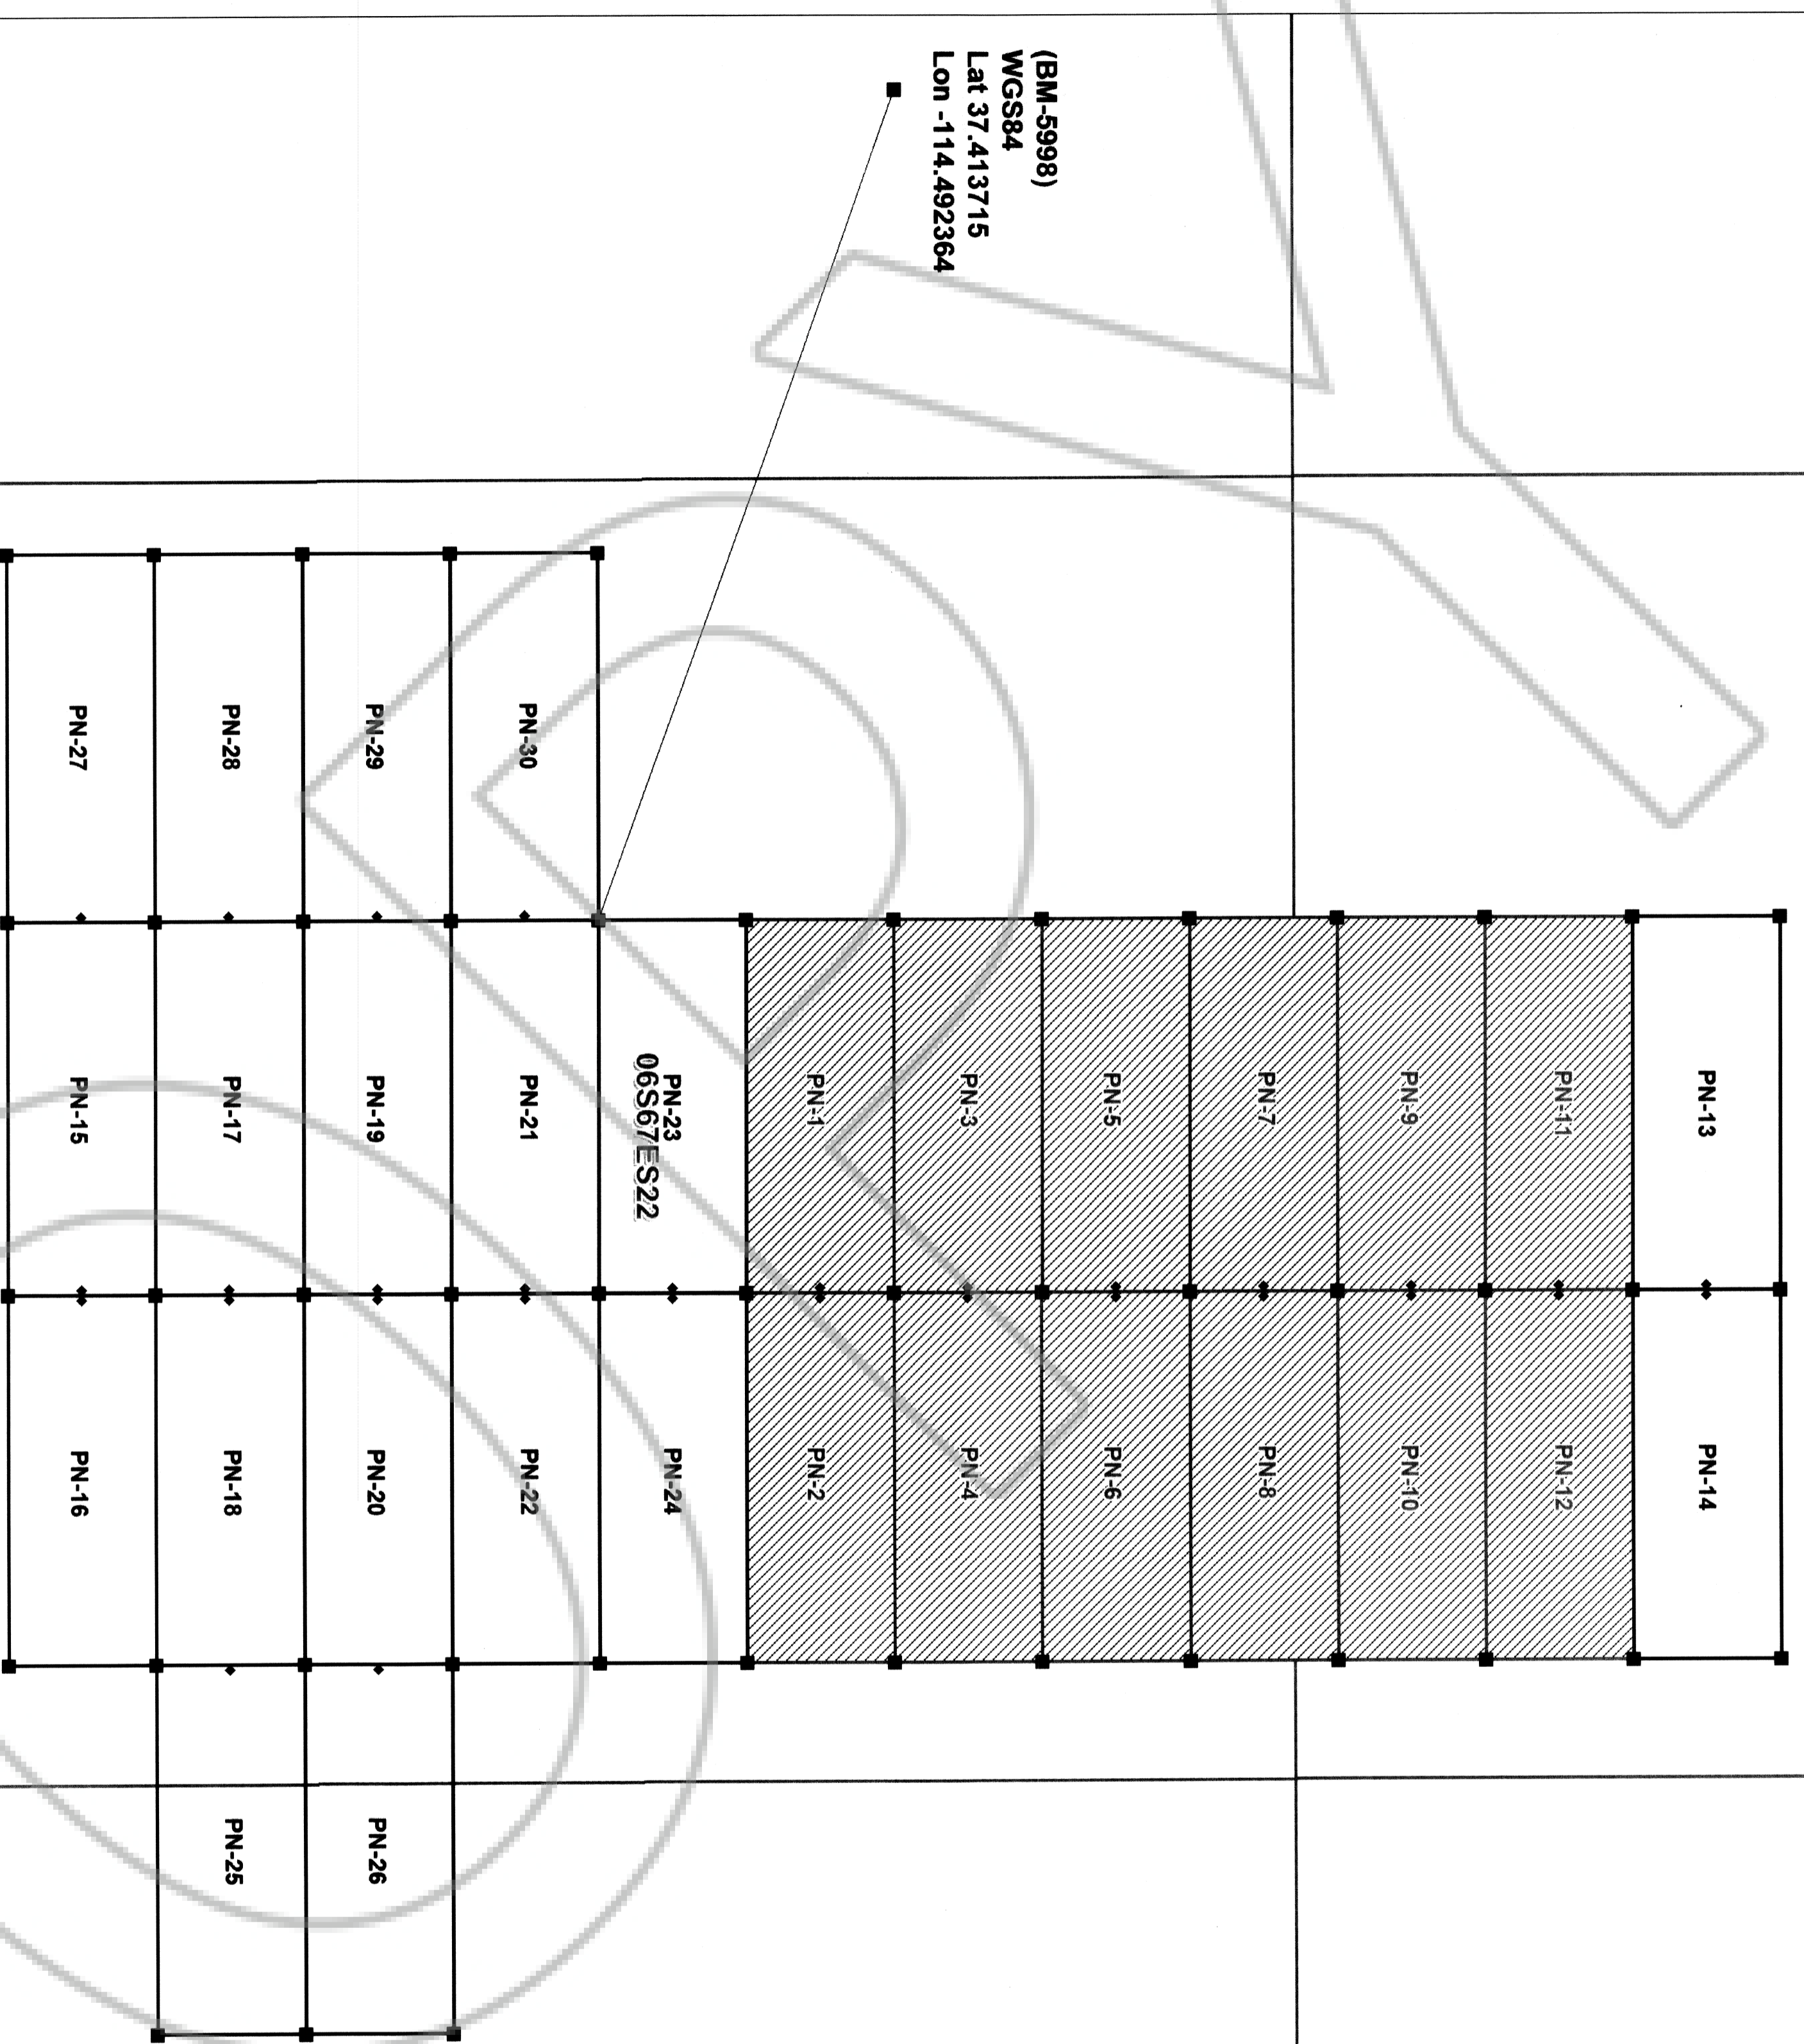 (BM-5998)
WGS84
Lat 37.413715
Lon -114.492364
PN-13
PN-14
PN-11
PN-12
PN-9
PN-10
PN-7
PN-8
PN-5
PN-6
PN-3
PN-4
PN-1
PN-2
PN-23
06S67ES22
PN-24
PN-30
PN-21
PN-22
PN-29
PN-19
PN-20
PN-26
PN-28
PN-17
PN-18
PN-25
PN-27
PN-15
PN-16